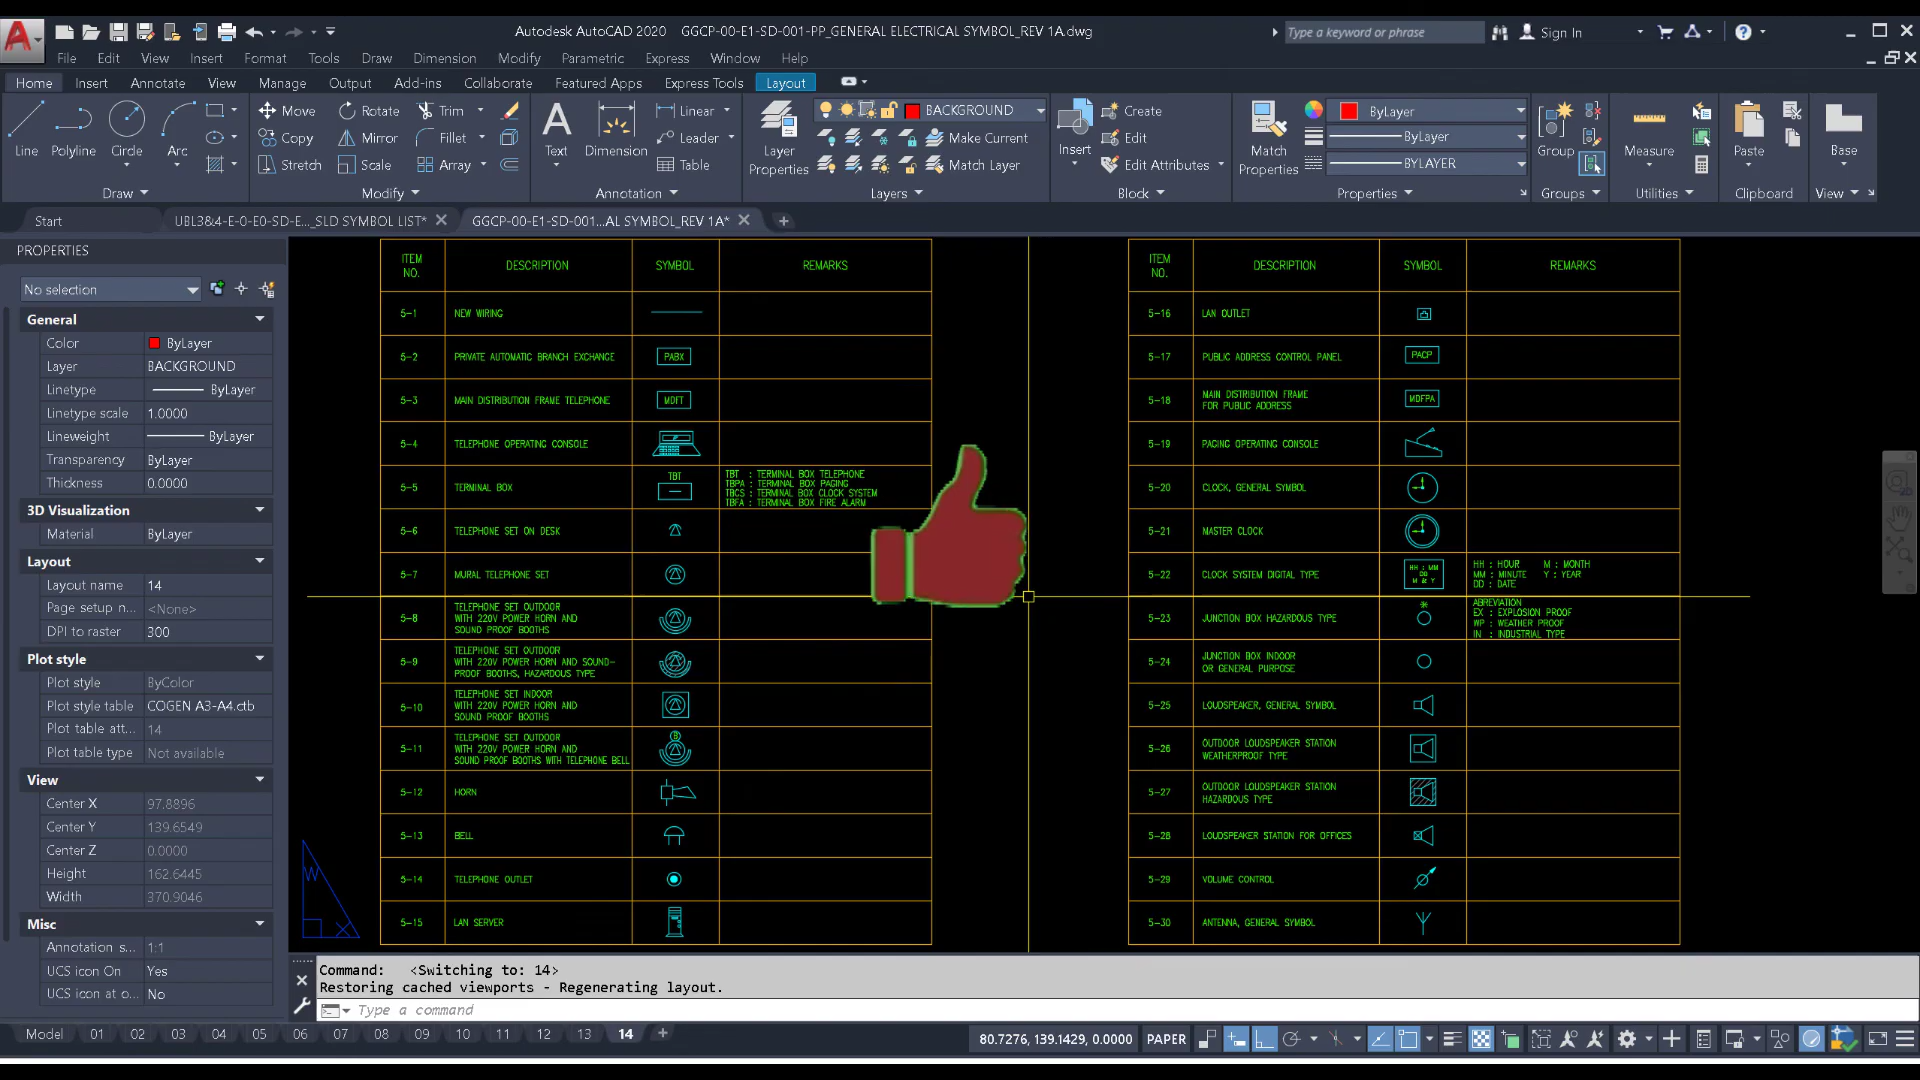 Autodesk AutoCAD 2020 GGCP-00-E1-SD-001-PP_GENERAL ELECTRICAL SYMBOL_REV 1A.dwg
Type a keyword or phrase
Sign In
File Edit View Insert Format Tools Draw Dimension Modify Parametric Express Window Help
Home Insert Annotate View Manage Output Add-ins Collaborate Featured Apps Express Tools Layout
Line Polyline Circle Arc
Move Rotate Trim
Copy Mirror Fillet
Stretch Scale Array
Text Dimension
Linear
Leader
Table
Layer Properties
BACKGROUND
Make Current
Match Layer
Insert
Create
Edit
Edit Attributes
Match Properties
ByLayer
ByLayer
BYLAYER
Group
Measure
Paste
Base
Draw Modify Annotation Layers Block Properties Groups Utilities Clipboard View
Start
UBL3&4-E-0-E0-SD-E..._SLD SYMBOL LIST*
GGCP-00-E1-SD-001...AL SYMBOL_REV 1A*
PROPERTIES
No selection
General
Color ByLayer
Layer BACKGROUND
Linetype ByLayer
Linetype scale 1.0000
Lineweight ByLayer
Transparency ByLayer
Thickness 0.0000
3D Visualization
Material ByLayer
Layout
Layout name 14
Page setup n... <None>
DPI to raster 300
Plot style
Plot style ByColor
Plot style table COGEN A3-A4.ctb
Plot table att... 14
Plot table type Not available
View
Center X 97.8896
Center Y 139.6549
Center Z 0.0000
Height 162.6445
Width 370.9046
Misc
Annotation s... 1:1
UCS icon On Yes
UCS icon at o... No
ITEM NO. DESCRIPTION SYMBOL REMARKS
5-1 NEW WIRING
5-2 PRIVATE AUTOMATIC BRANCH EXCHANGE PABX
5-3 MAIN DISTRIBUTION FRAME TELEPHONE MDFT
5-4 TELEPHONE OPERATING CONSOLE
5-5 TERMINAL BOX TBT
TBT : TERMINAL BOX TELEPHONE
TBPA : TERMINAL BOX PAGING
TBCS : TERMINAL BOX CLOCK SYSTEM
TBFA : TERMINAL BOX FIRE ALARM
5-6 TELEPHONE SET ON DESK
5-7 MURAL TELEPHONE SET
5-8 TELEPHONE SET OUTDOOR
WITH 220V POWER HORN AND
SOUND PROOF BOOTHS
5-9 TELEPHONE SET OUTDOOR
WITH 220V POWER HORN AND SOUND-
PROOF BOOTHS, HAZARDOUS TYPE
5-10 TELEPHONE SET INDOOR
WITH 220V POWER HORN AND
SOUND PROOF BOOTHS
5-11 TELEPHONE SET OUTDOOR
WITH 220V POWER HORN AND
SOUND PROOF BOOTHS WITH TELEPHONE BELL
B
5-12 HORN
5-13 BELL
5-14 TELEPHONE OUTLET
5-15 LAN SERVER
ITEM NO. DESCRIPTION SYMBOL REMARKS
5-16 LAN OUTLET
5-17 PUBLIC ADDRESS CONTROL PANEL PACP
5-18 MAIN DISTRIBUTION FRAME
FOR PUBLIC ADDRESS MDFPA
5-19 PAGING OPERATING CONSOLE
5-20 CLOCK, GENERAL SYMBOL
5-21 MASTER CLOCK
5-22 CLOCK SYSTEM DIGITAL TYPE
HH : MM
DD
M & Y
HH : HOUR M : MONTH
MM : MINUTE Y : YEAR
DD : DATE
5-23 JUNCTION BOX HAZARDOUS TYPE *
ABREVIATION
EX : EXPLOSION PROOF
WP : WEATHER PROOF
IN : INDUSTRIAL TYPE
5-24 JUNCTION BOX INDOOR
OR GENERAL PURPOSE
5-25 LOUDSPEAKER, GENERAL SYMBOL
5-26 OUTDOOR LOUDSPEAKER STATION
WEATHERPROOF TYPE
5-27 OUTDOOR LOUDSPEAKER STATION
HAZARDOUS TYPE
5-28 LOUDSPEAKER STATION FOR OFFICES
5-29 VOLUME CONTROL
5-30 ANTENNA, GENERAL SYMBOL
W
X
Command: <Switching to: 14>
Restoring cached viewports - Regenerating layout.
Type a command
Model 01 02 03 04 05 06 07 08 09 10 11 12 13 14
80.7276, 139.1429, 0.0000 PAPER